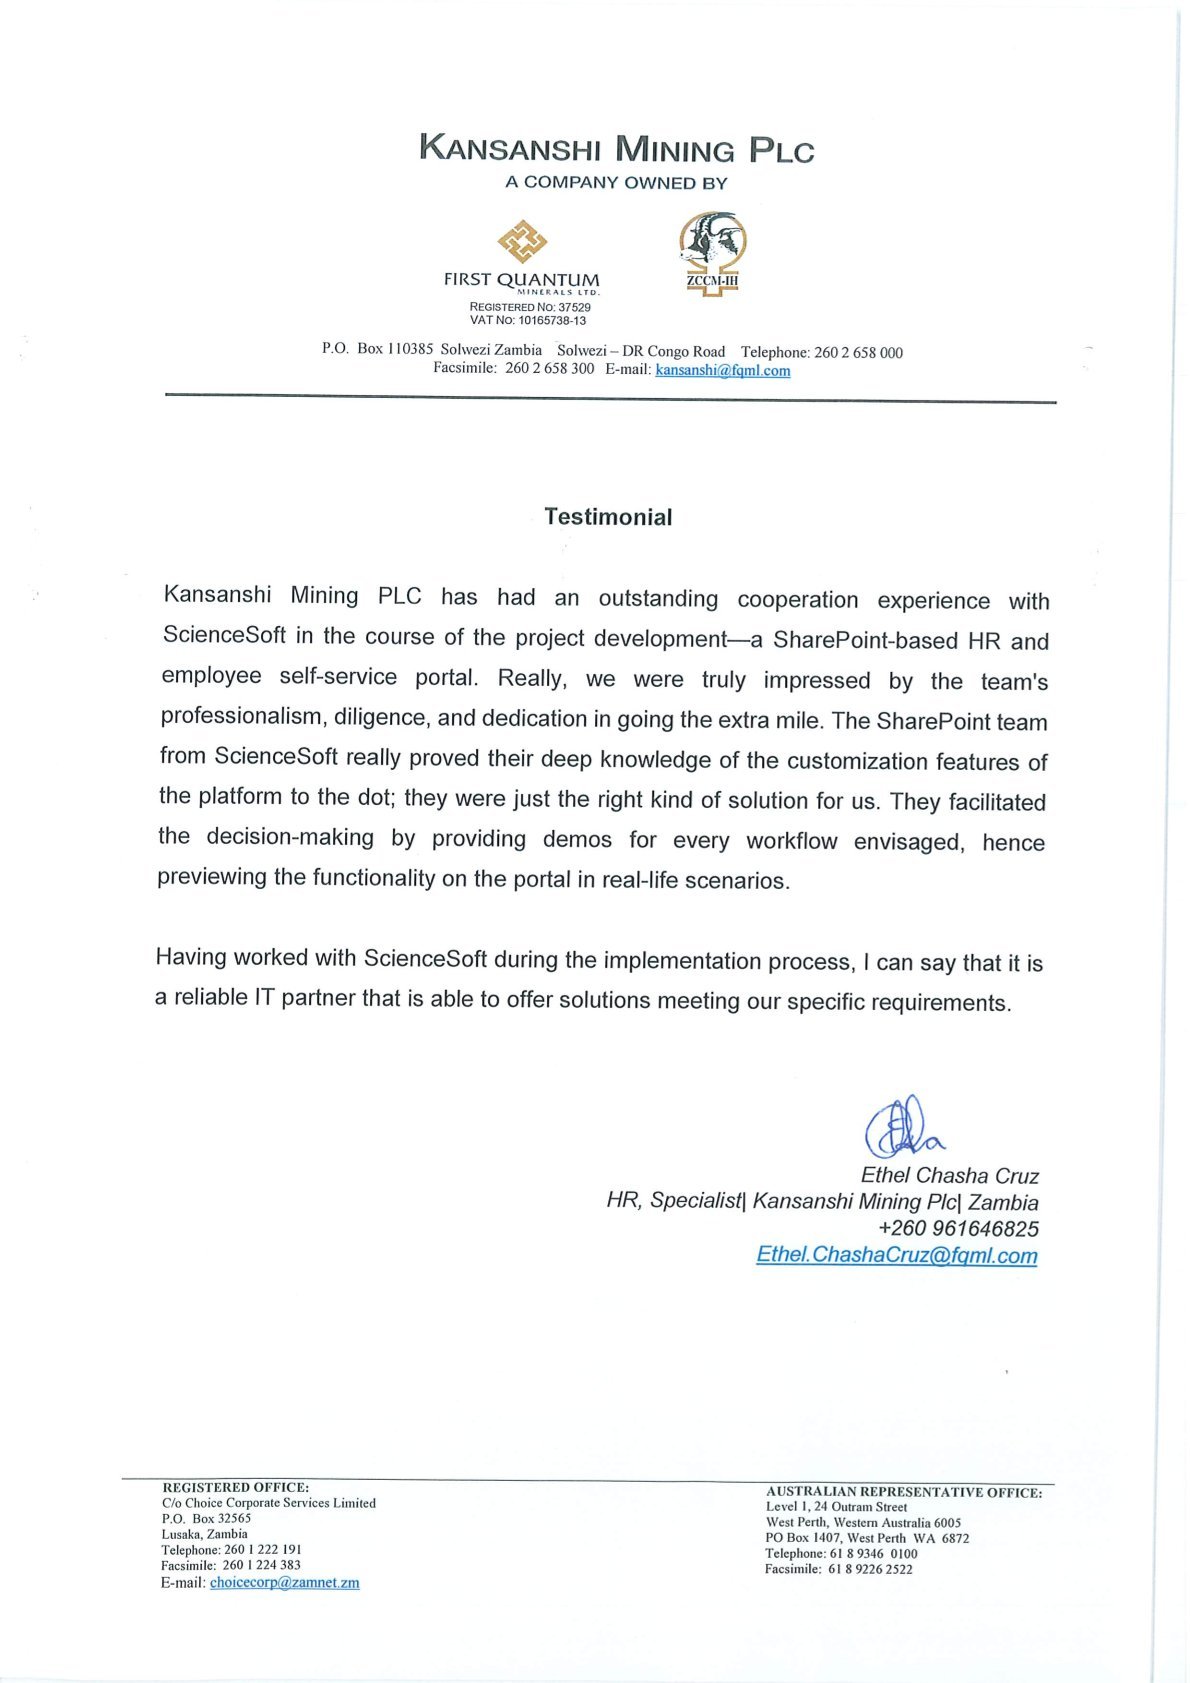 KANSANSHI MINING PLC
A COMPANY OWNED BY
FIRST QUANTUM
MINERALS LTD.
ZCCM-IH
REGISTERED NO: 37529
VAT NO: 10165738-13
P.O. Box 110385 Solwezi Zambia Solwezi – DR Congo Road Telephone: 260 2 658 000
Facsimile: 260 2 658 300 E-mail: kansanshi@fqml.com
Testimonial
Kansanshi Mining PLC has had an outstanding cooperation experience with
ScienceSoft in the course of the project development—a SharePoint-based HR and
employee self-service portal. Really, we were truly impressed by the team's
professionalism, diligence, and dedication in going the extra mile. The SharePoint team
from ScienceSoft really proved their deep knowledge of the customization features of
the platform to the dot; they were just the right kind of solution for us. They facilitated
the decision-making by providing demos for every workflow envisaged, hence
previewing the functionality on the portal in real-life scenarios.
Having worked with ScienceSoft during the implementation process, I can say that it is
a reliable IT partner that is able to offer solutions meeting our specific requirements.
Ethel Chasha Cruz
HR, Specialist| Kansanshi Mining Plc| Zambia
+260 961646825
Ethel.ChashaCruz@fqml.com
REGISTERED OFFICE:
C/o Choice Corporate Services Limited
P.O. Box 32565
Lusaka, Zambia
Telephone: 260 1 222 191
Facsimile: 260 1 224 383
E-mail: choicecorp@zamnet.zm
AUSTRALIAN REPRESENTATIVE OFFICE:
Level 1, 24 Outram Street
West Perth, Western Australia 6005
PO Box 1407, West Perth WA 6872
Telephone: 61 8 9346 0100
Facsimile: 61 8 9226 2522